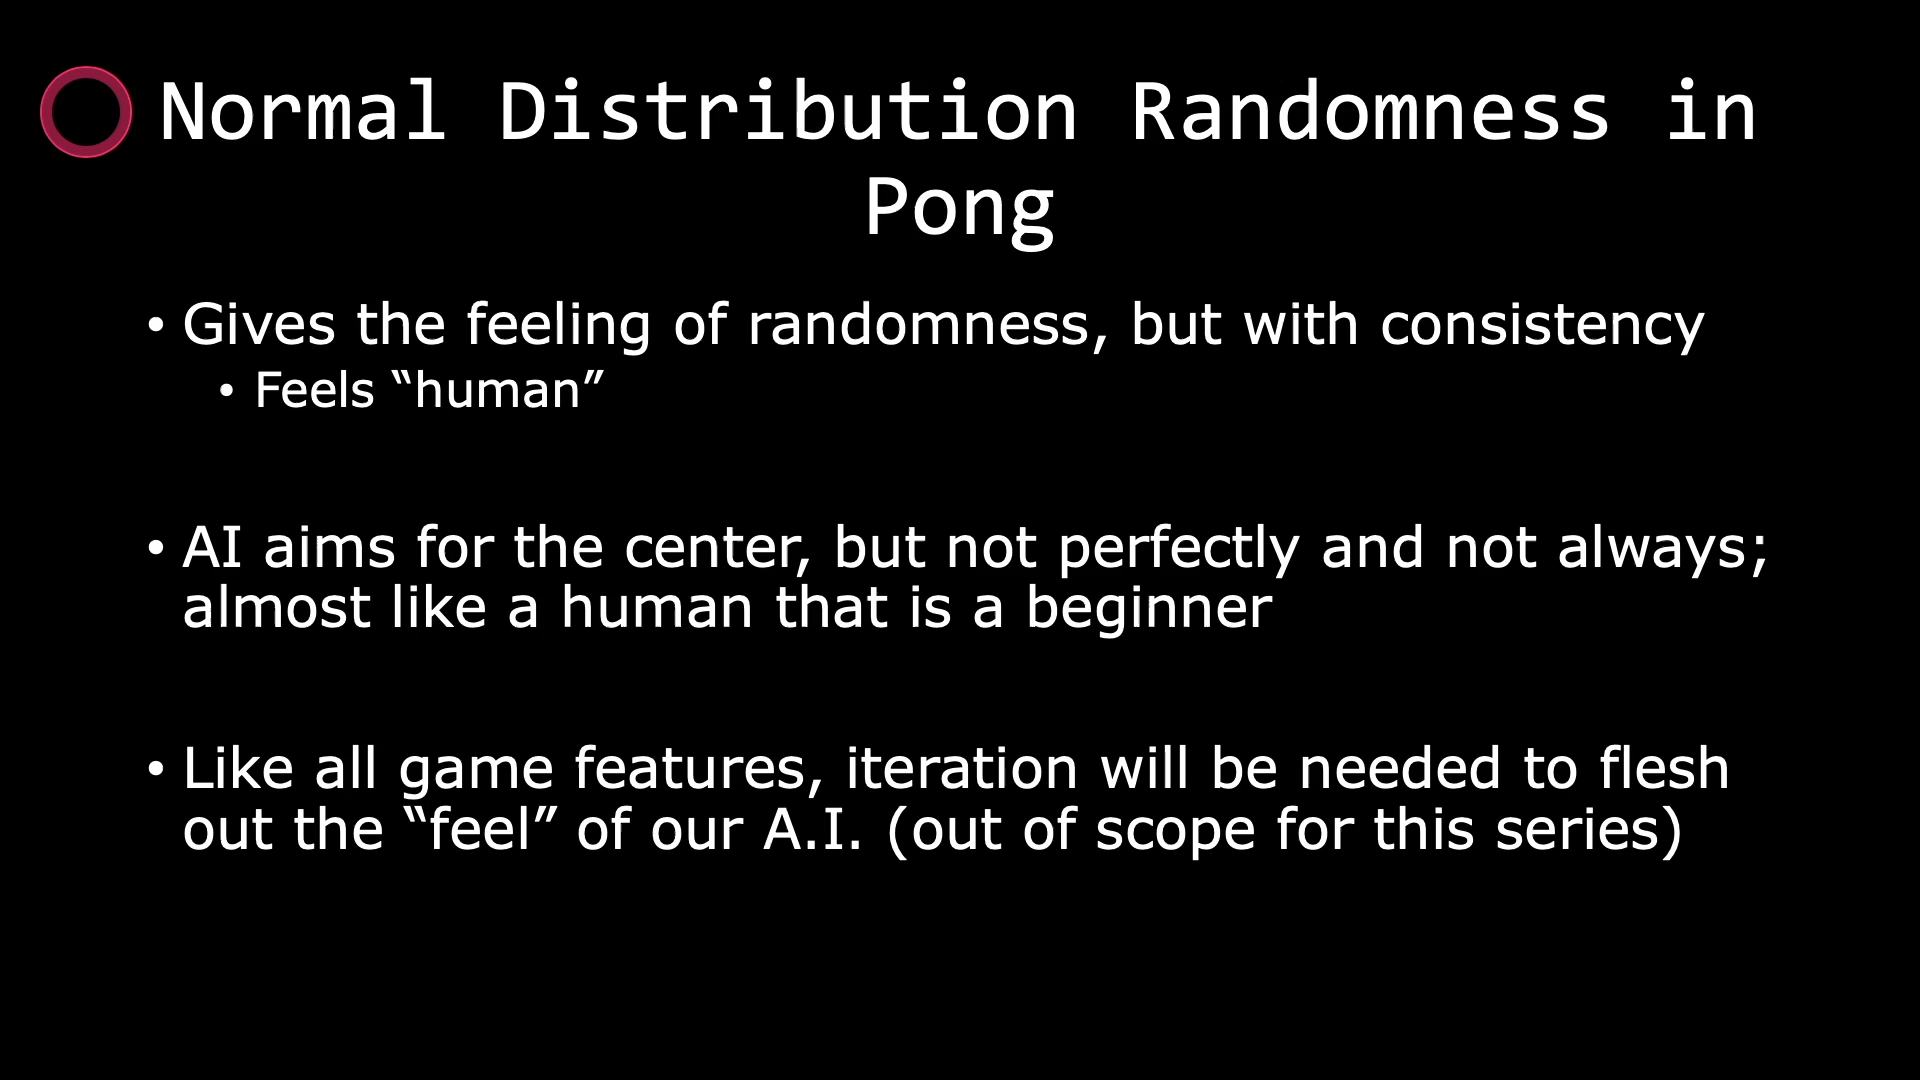 Normal Distribution Randomness in
Pong
• Gives the feeling of randomness, but with consistency
• Feels “human”
• AI aims for the center, but not perfectly and not always;
almost like a human that is a beginner
• Like all game features, iteration will be needed to flesh
out the “feel” of our A.I. (out of scope for this series)